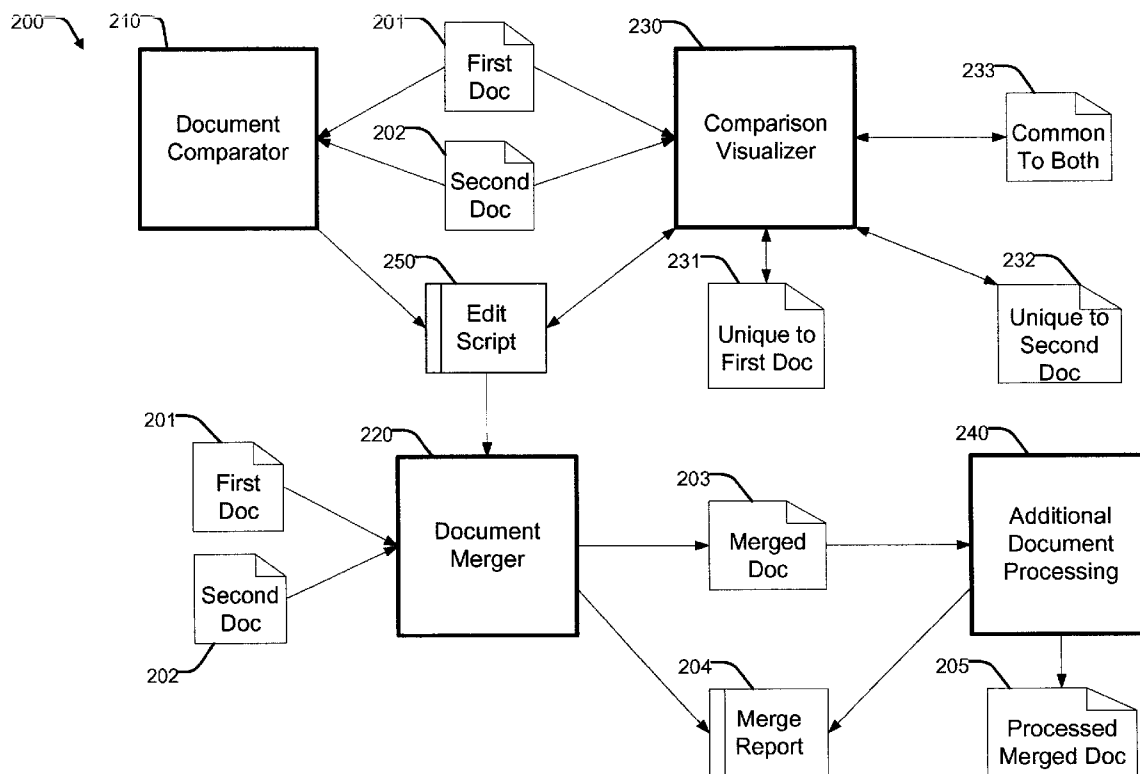 200
210
201
230
233
First
Doc
Document
Comparator
202
Comparison
Visualizer
Common
To Both
Second
Doc
250
231
232
Edit
Script
Unique to
First Doc
Unique to
Second
Doc
201
220
203
240
First
Doc
Document
Merger
Merged
Doc
Additional
Document
Processing
Second
Doc
202
204
205
Merge
Report
Processed
Merged Doc